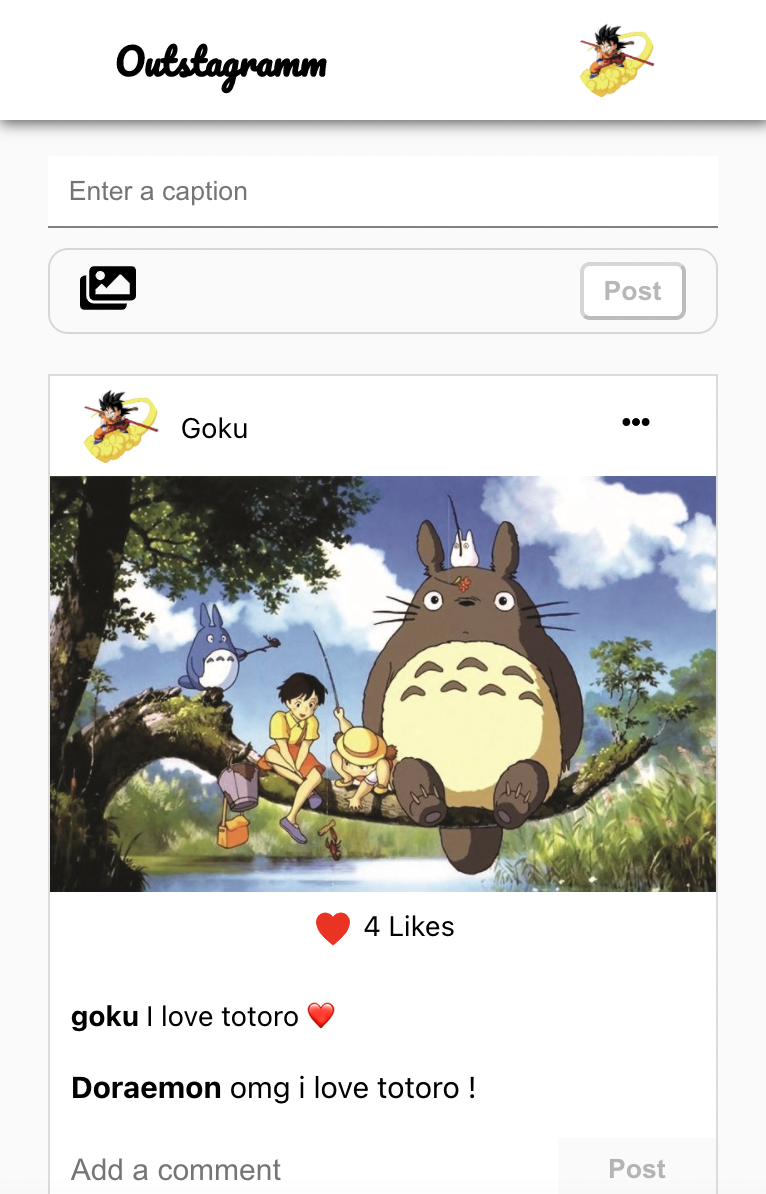 Outstagramm
Enter a caption
Post
Goku
4 Likes
goku I love totoro ❤️
Doraemon omg i love totoro !
Add a comment
Post